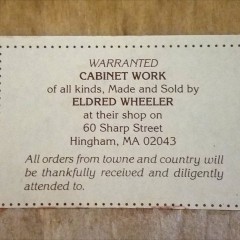 WARRANTED
CABINET WORK
of all kinds, Made and Sold by
ELDRED WHEELER
at their shop on
60 Sharp Street
Hingham, MA 02043
All orders from towne and country will
be thankfully received and diligently
attended to.